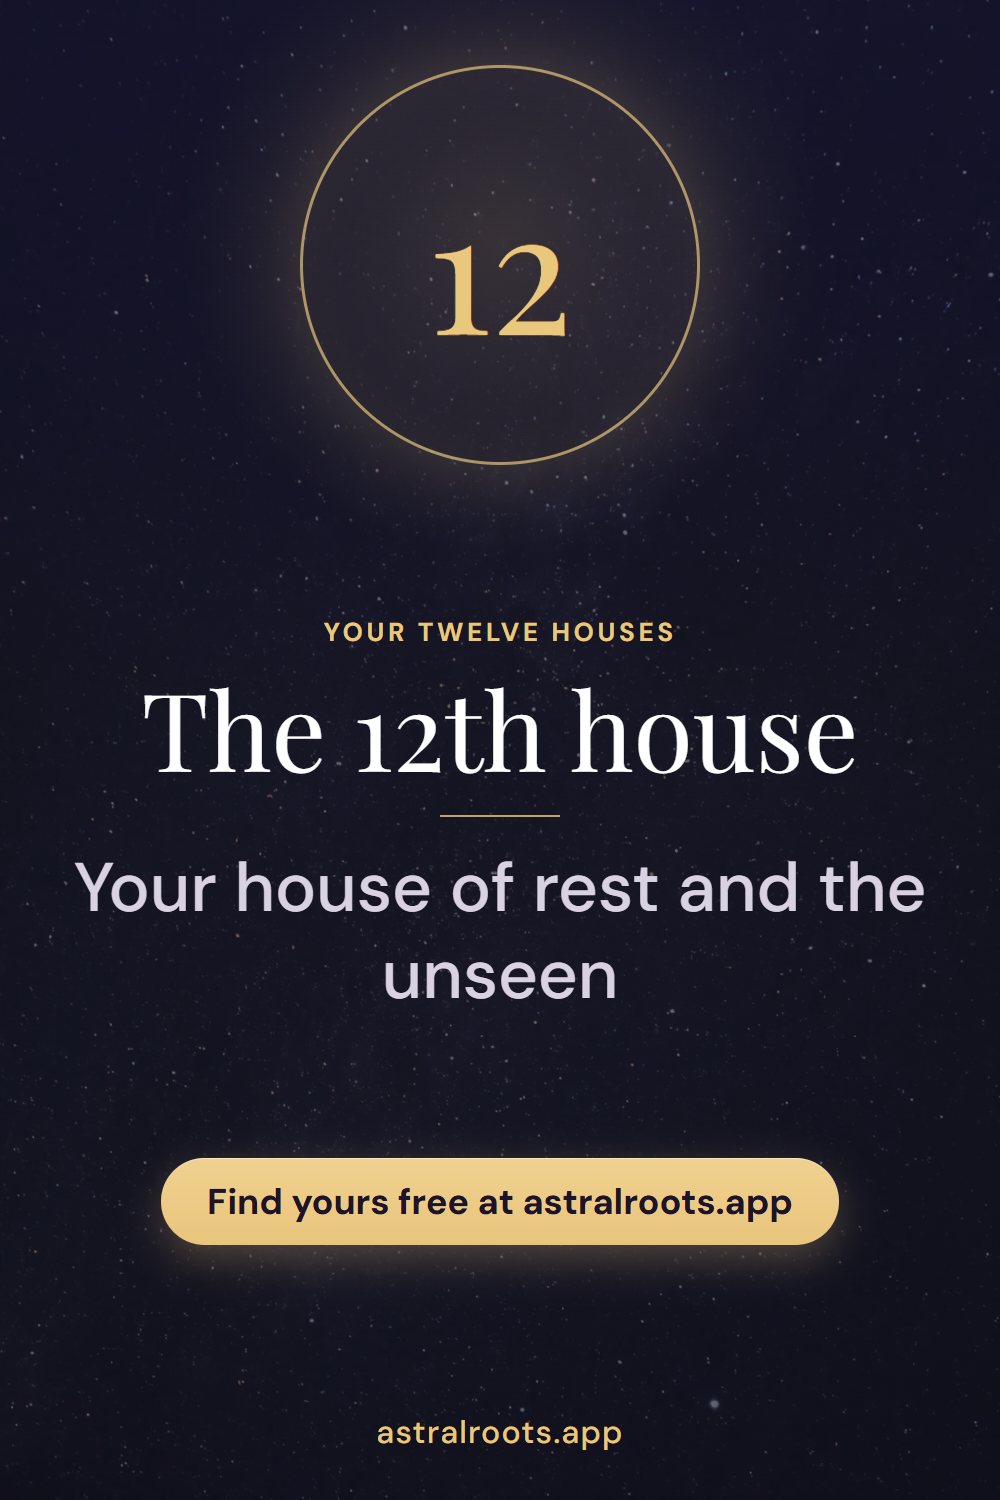 12
YOUR TWELVE HOUSES
The 12th house
Your house of rest and the
unseen
Find yours free at astralroots.app
astralroots.app